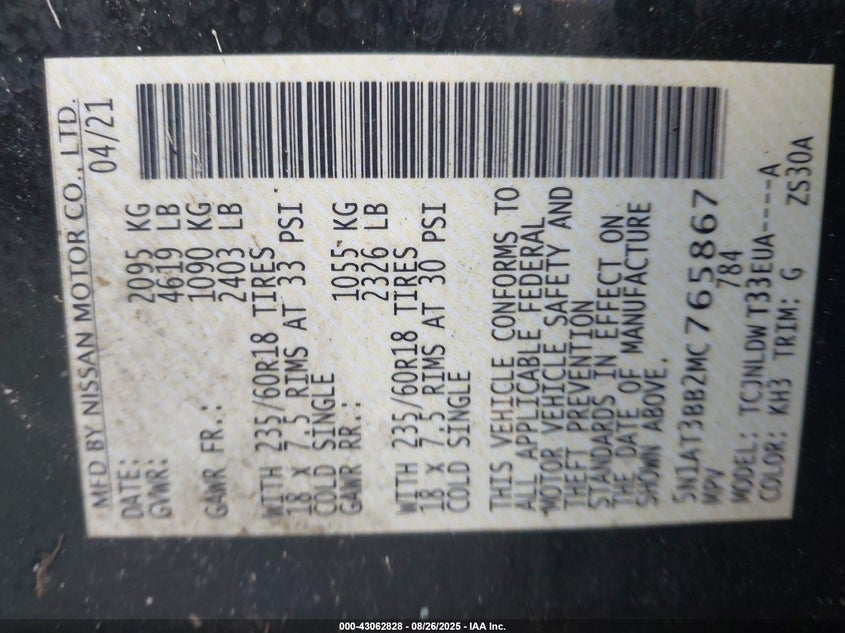 MFD BY NISSAN MOTOR CO., LTD.
DATE: 04/21
GVWR: 2095 KG
4619 LB
GAWR FR.: 1090 KG
2403 LB
WITH 235/60R18 TIRES
18 X 7.5 RIMS AT 33 PSI
COLD SINGLE
GAWR RR.: 1055 KG
2326 LB
WITH 235/60R18 TIRES
18 X 7.5 RIMS AT 30 PSI
COLD SINGLE
THIS VEHICLE CONFORMS TO
ALL APPLICABLE FEDERAL
MOTOR VEHICLE SAFETY AND
THEFT PREVENTION
STANDARDS IN EFFECT ON
THE DATE OF MANUFACTURE
SHOWN ABOVE.
5N1AT3BB2MC765867
MPV 784
MODEL: TCJNLDWT33EUA----A
COLOR: KH3 TRIM: G ZS30A
000-43062828 - 08/26/2025 - IAA Inc.